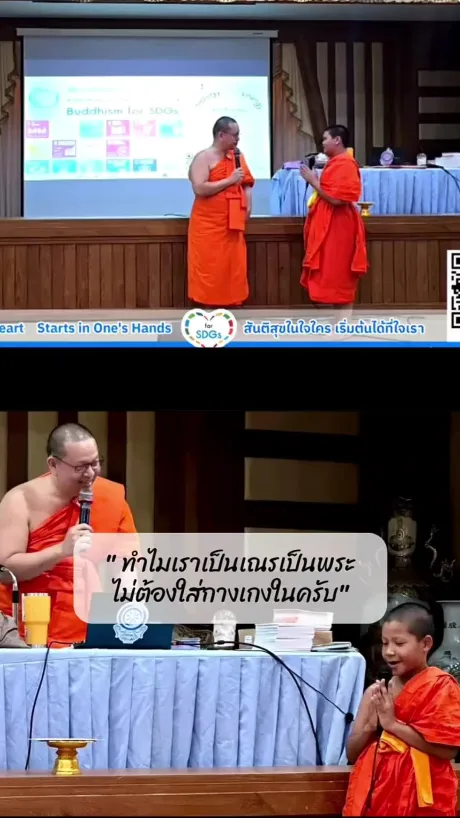 Buddhism for SDGs
eart Starts in One's Hands for SDGs สันติสุขในใจใคร เริ่มต้นได้ที่ใจเรา
" ทำไมเราเป็นเณรเป็นพระ
ไม่ต้องใส่กางเกงในครับ"